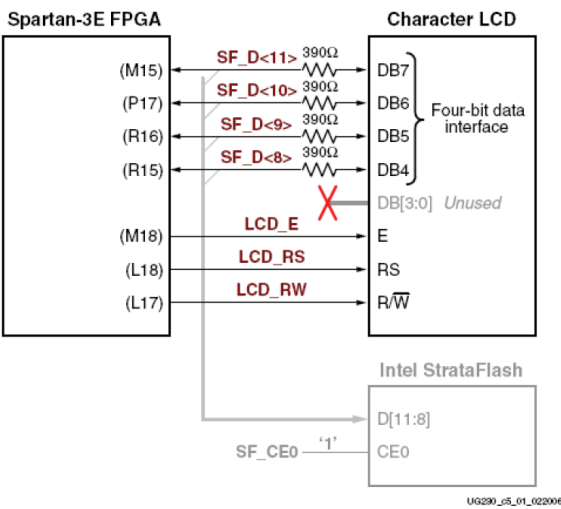 Spartan-3E FPGA
Character LCD
(M15) SF_D<11> 390Ω DB7
(P17) SF_D<10> 390Ω DB6
(R16) SF_D<9> 390Ω DB5
(R15) SF_D<8> 390Ω DB4
Four-bit data
interface
DB[3:0] Unused
(M18) LCD_E E
(L18) LCD_RS RS
(L17) LCD_RW R/W̅
Intel StrataFlash
D[11:8]
SF_CE0 ‘1’ CE0
UG230_c5_01_022006